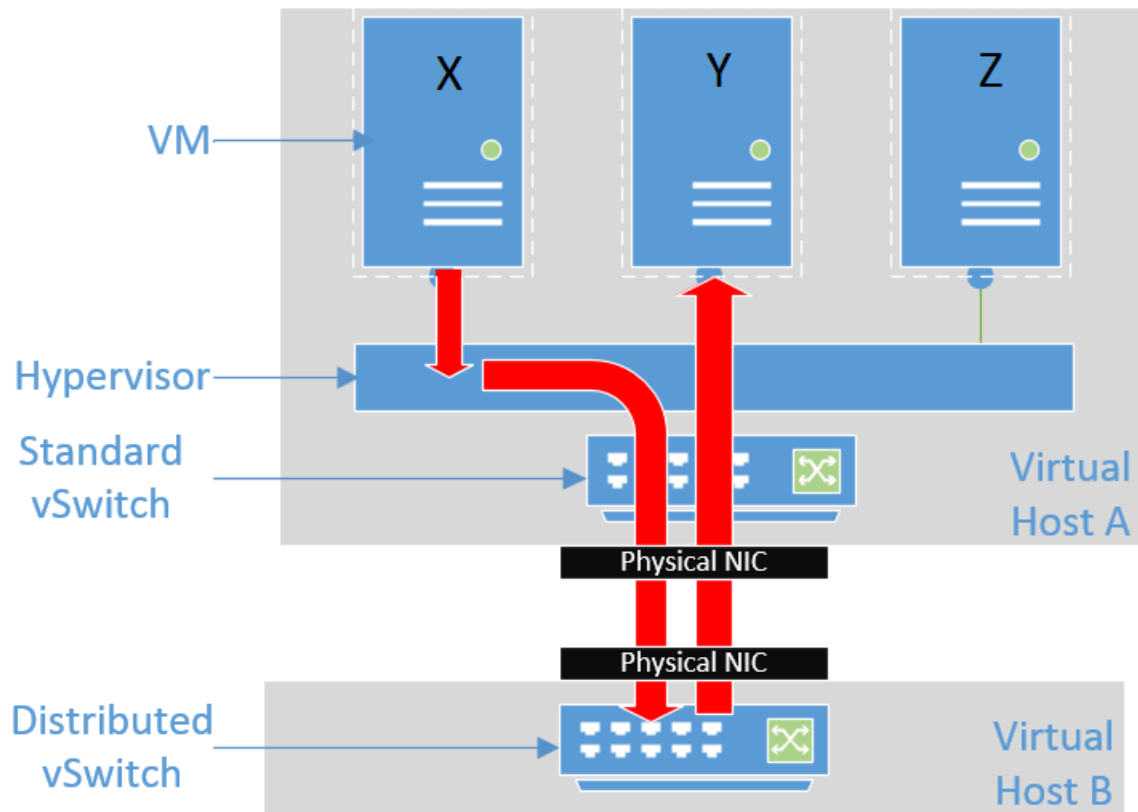 X
Y
Z
VM
Hypervisor
Standard
vSwitch
Virtual
Host A
Physical NIC
Physical NIC
Distributed
vSwitch
Virtual
Host B